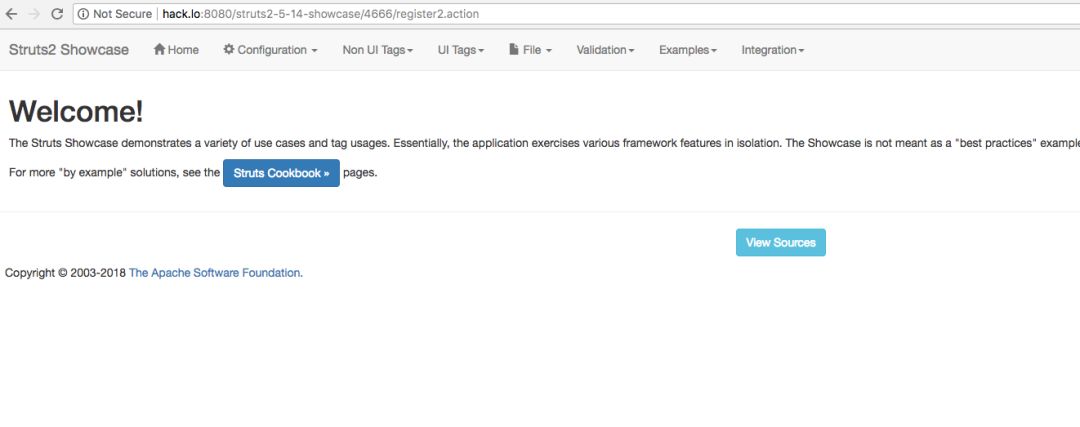 Not Secure hack.lo:8080/struts2-5-14-showcase/4666/register2.action
Struts2 Showcase Home Configuration Non UI Tags UI Tags File Validation Examples Integration
Welcome!
The Struts Showcase demonstrates a variety of use cases and tag usages. Essentially, the application exercises various framework features in isolation. The Showcase is not meant as a "best practices" example
For more "by example" solutions, see the Struts Cookbook » pages.
View Sources
Copyright © 2003-2018 The Apache Software Foundation.